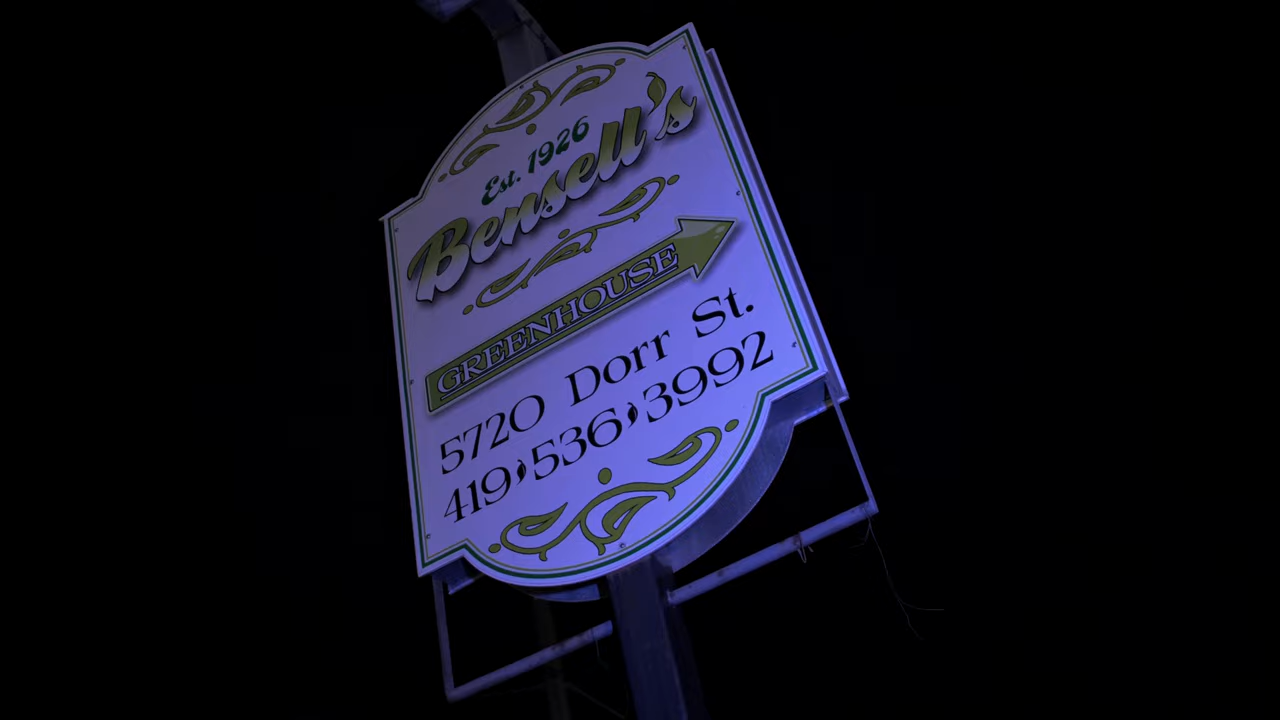 Est. 1926
Bensell's
GREENHOUSE
5720 Dorr St.
419,536,3992